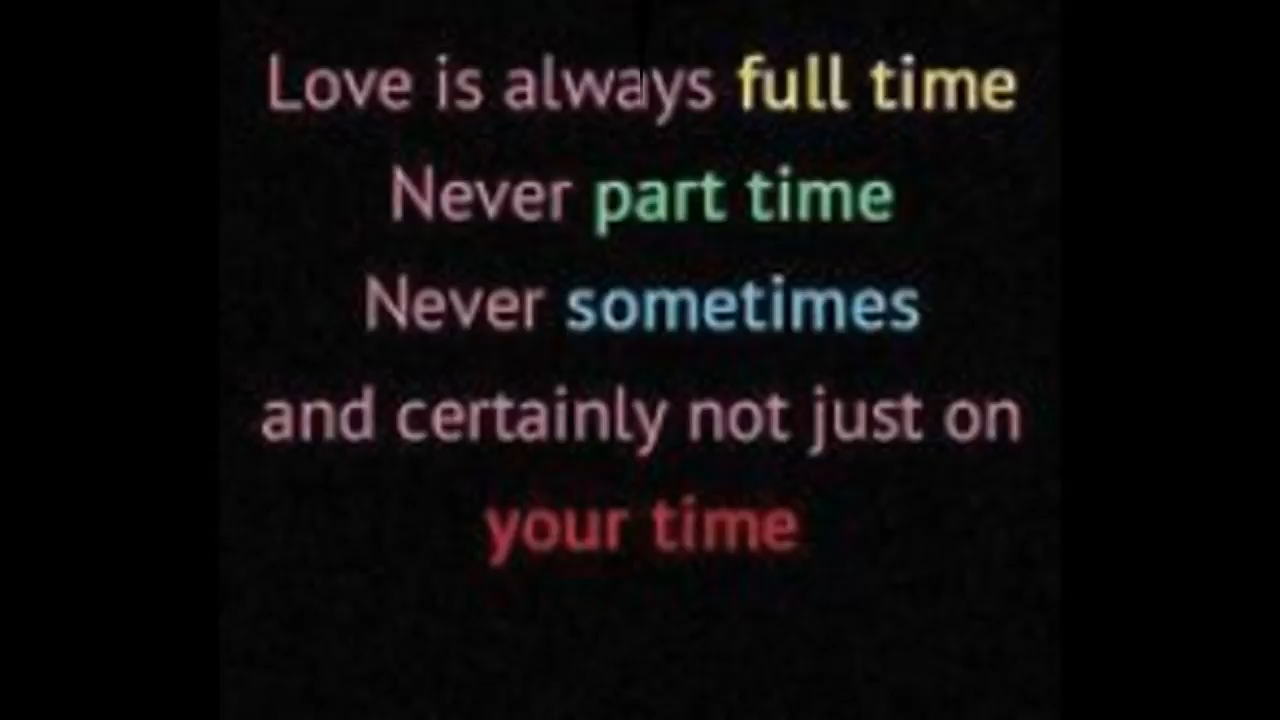 Love is always full time
Never part time
Never sometimes
and certainly not just on
your time